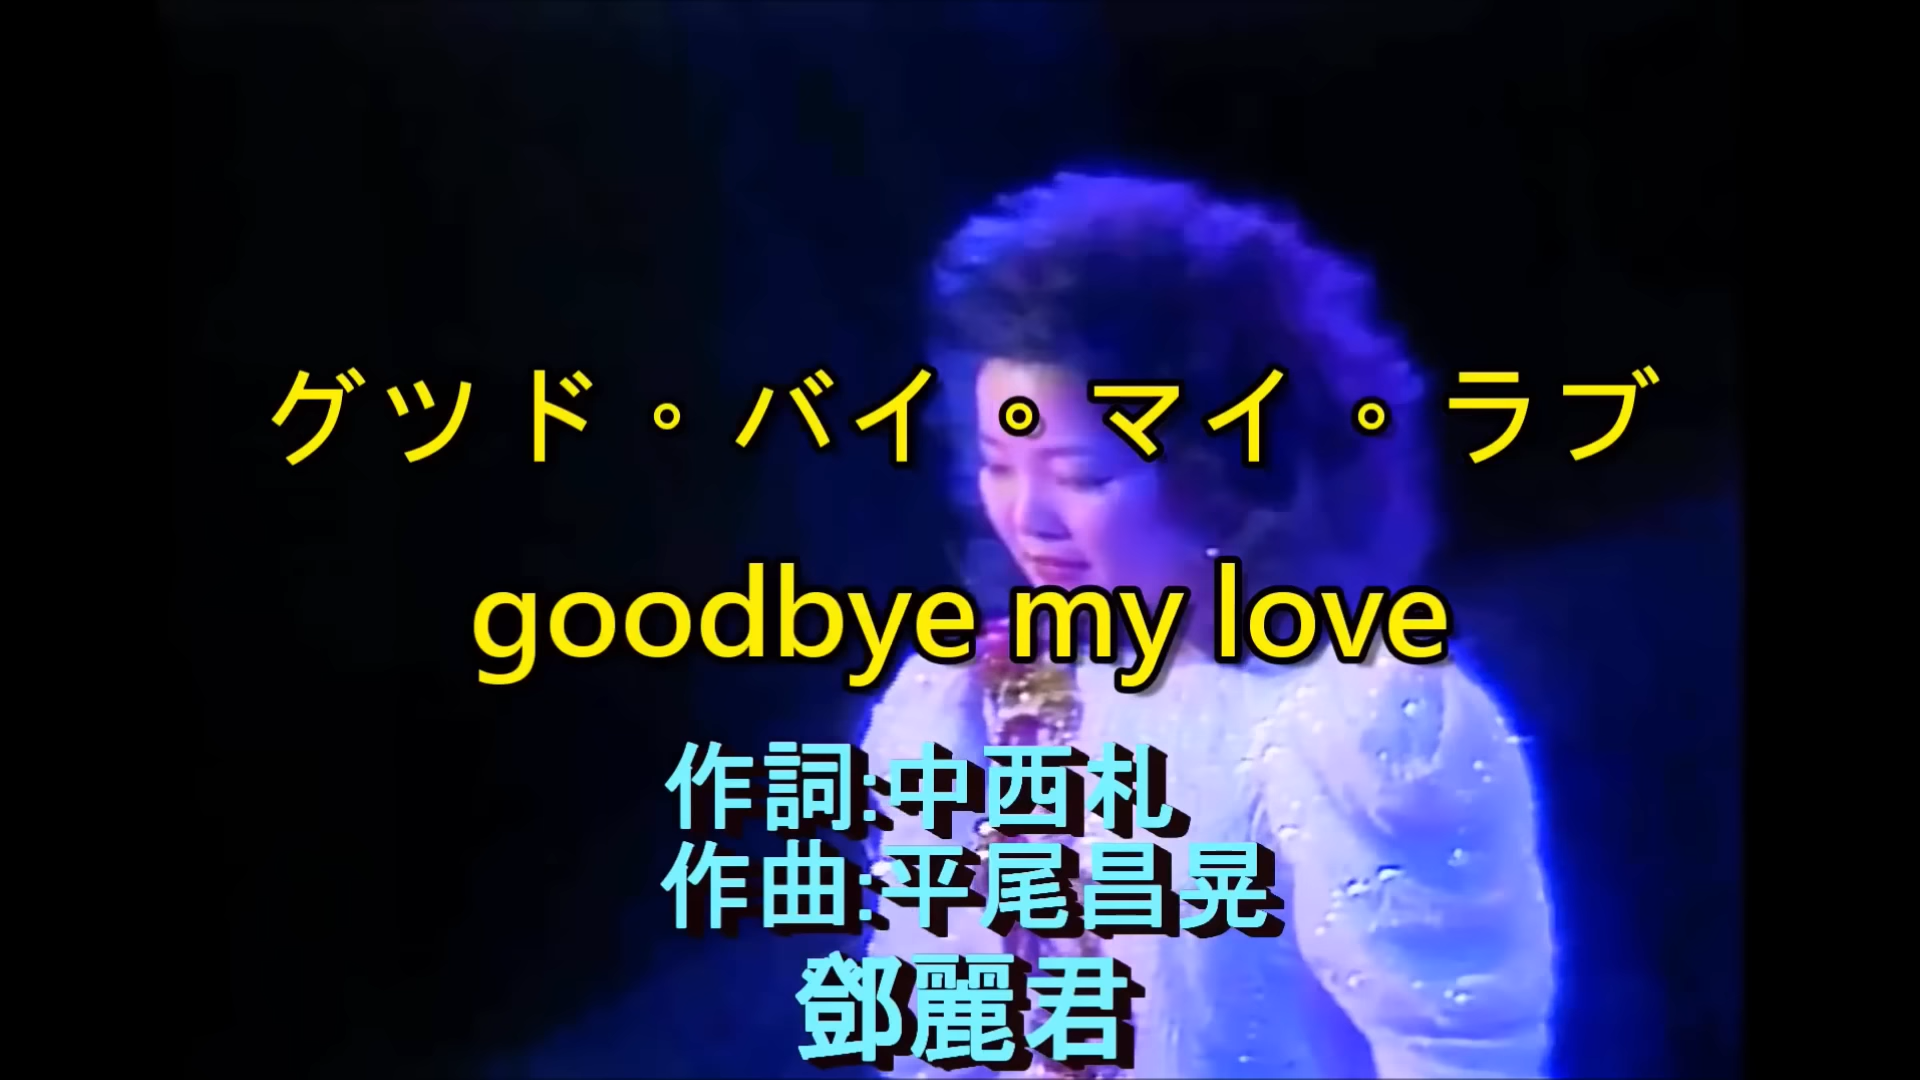 グツド。バイ。マイ。ラブ
goodbye my love
作詞:中西札
作曲:平尾昌晃
鄧麗君